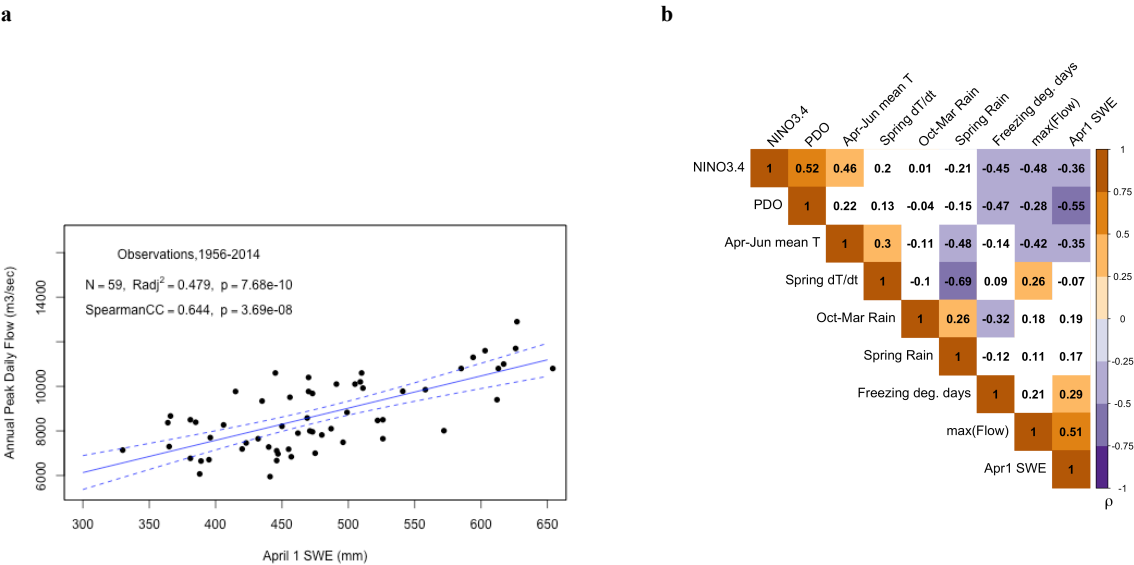 a
Observations,1956-2014
N = 59, Radj² = 0.479, p = 7.68e-10
SpearmanCC = 0.644, p = 3.69e-08
Annual Peak Daily Flow (m3/sec)
14000
10000
8000
6000
300 350 400 450 500 550 600 650
April 1 SWE (mm)
b
NINO3.4 PDO Apr-Jun mean T Spring dT/dt Oct-Mar Rain Spring Rain Freezing deg. days max(Flow) Apr1 SWE
NINO3.4 1 0.52 0.46 0.2 0.01 -0.21 -0.45 -0.48 -0.36
PDO 1 0.22 0.13 -0.04 -0.15 -0.47 -0.28 -0.55
Apr-Jun mean T 1 0.3 -0.11 -0.48 -0.14 -0.42 -0.35
Spring dT/dt 1 -0.1 -0.69 0.09 0.26 -0.07
Oct-Mar Rain 1 0.26 -0.32 0.18 0.19
Spring Rain 1 -0.12 0.11 0.17
Freezing deg. days 1 0.21 0.29
max(Flow) 1 0.51
Apr1 SWE 1
1
0.75
0.5
0.25
0
-0.25
-0.5
-0.75
-1
ρ